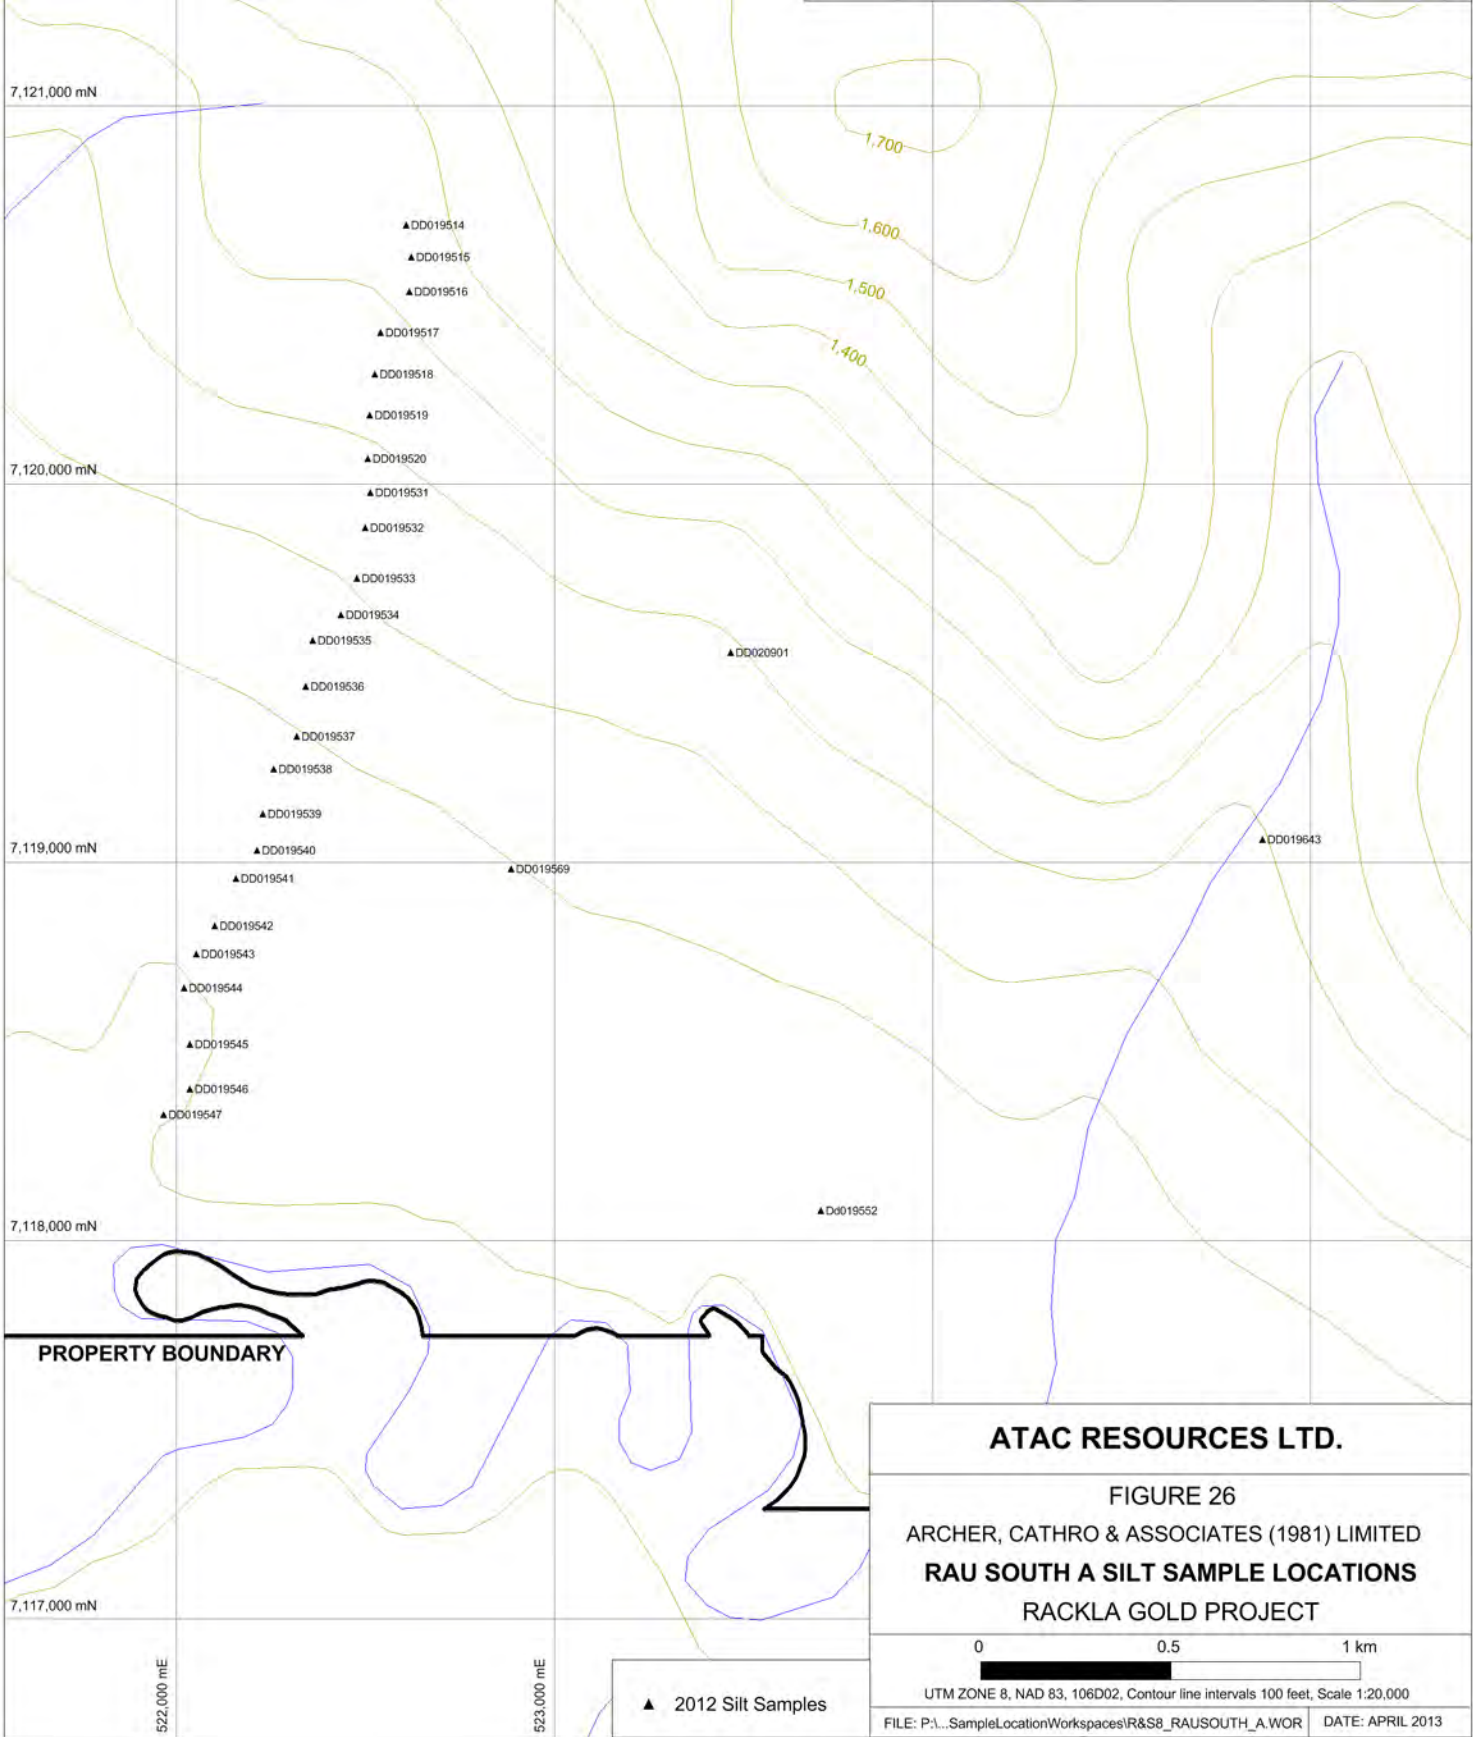 7,121,000 mN
1,700
DD019514
1,600
DD019515
1,500
DD019516
DD019517
1,400
DD019518
DD019519
DD019520
7,120,000 mN
DD019531
DD019532
DD019533
DD019534
DD019535
DD020901
DD019536
DD019537
DD019538
DD019539
DD019643
7,119,000 mN
DD019540
DD019569
DD019541
DD019542
DD019543
DD019544
DD019545
DD019546
DD019547
Dd019552
7,118,000 mN
PROPERTY BOUNDARY
7,117,000 mN
522,000 mE
523,000 mE
2012 Silt Samples
ATAC RESOURCES LTD.
FIGURE 26
ARCHER, CATHRO & ASSOCIATES (1981) LIMITED
RAU SOUTH A SILT SAMPLE LOCATIONS
RACKLA GOLD PROJECT
0 0.5 1 km
UTM ZONE 8, NAD 83, 106D02, Contour line intervals 100 feet, Scale 1:20,000
FILE: P:\...SampleLocationWorkspaces\R&S8_RAUSOUTH_A.WOR
DATE: APRIL 2013